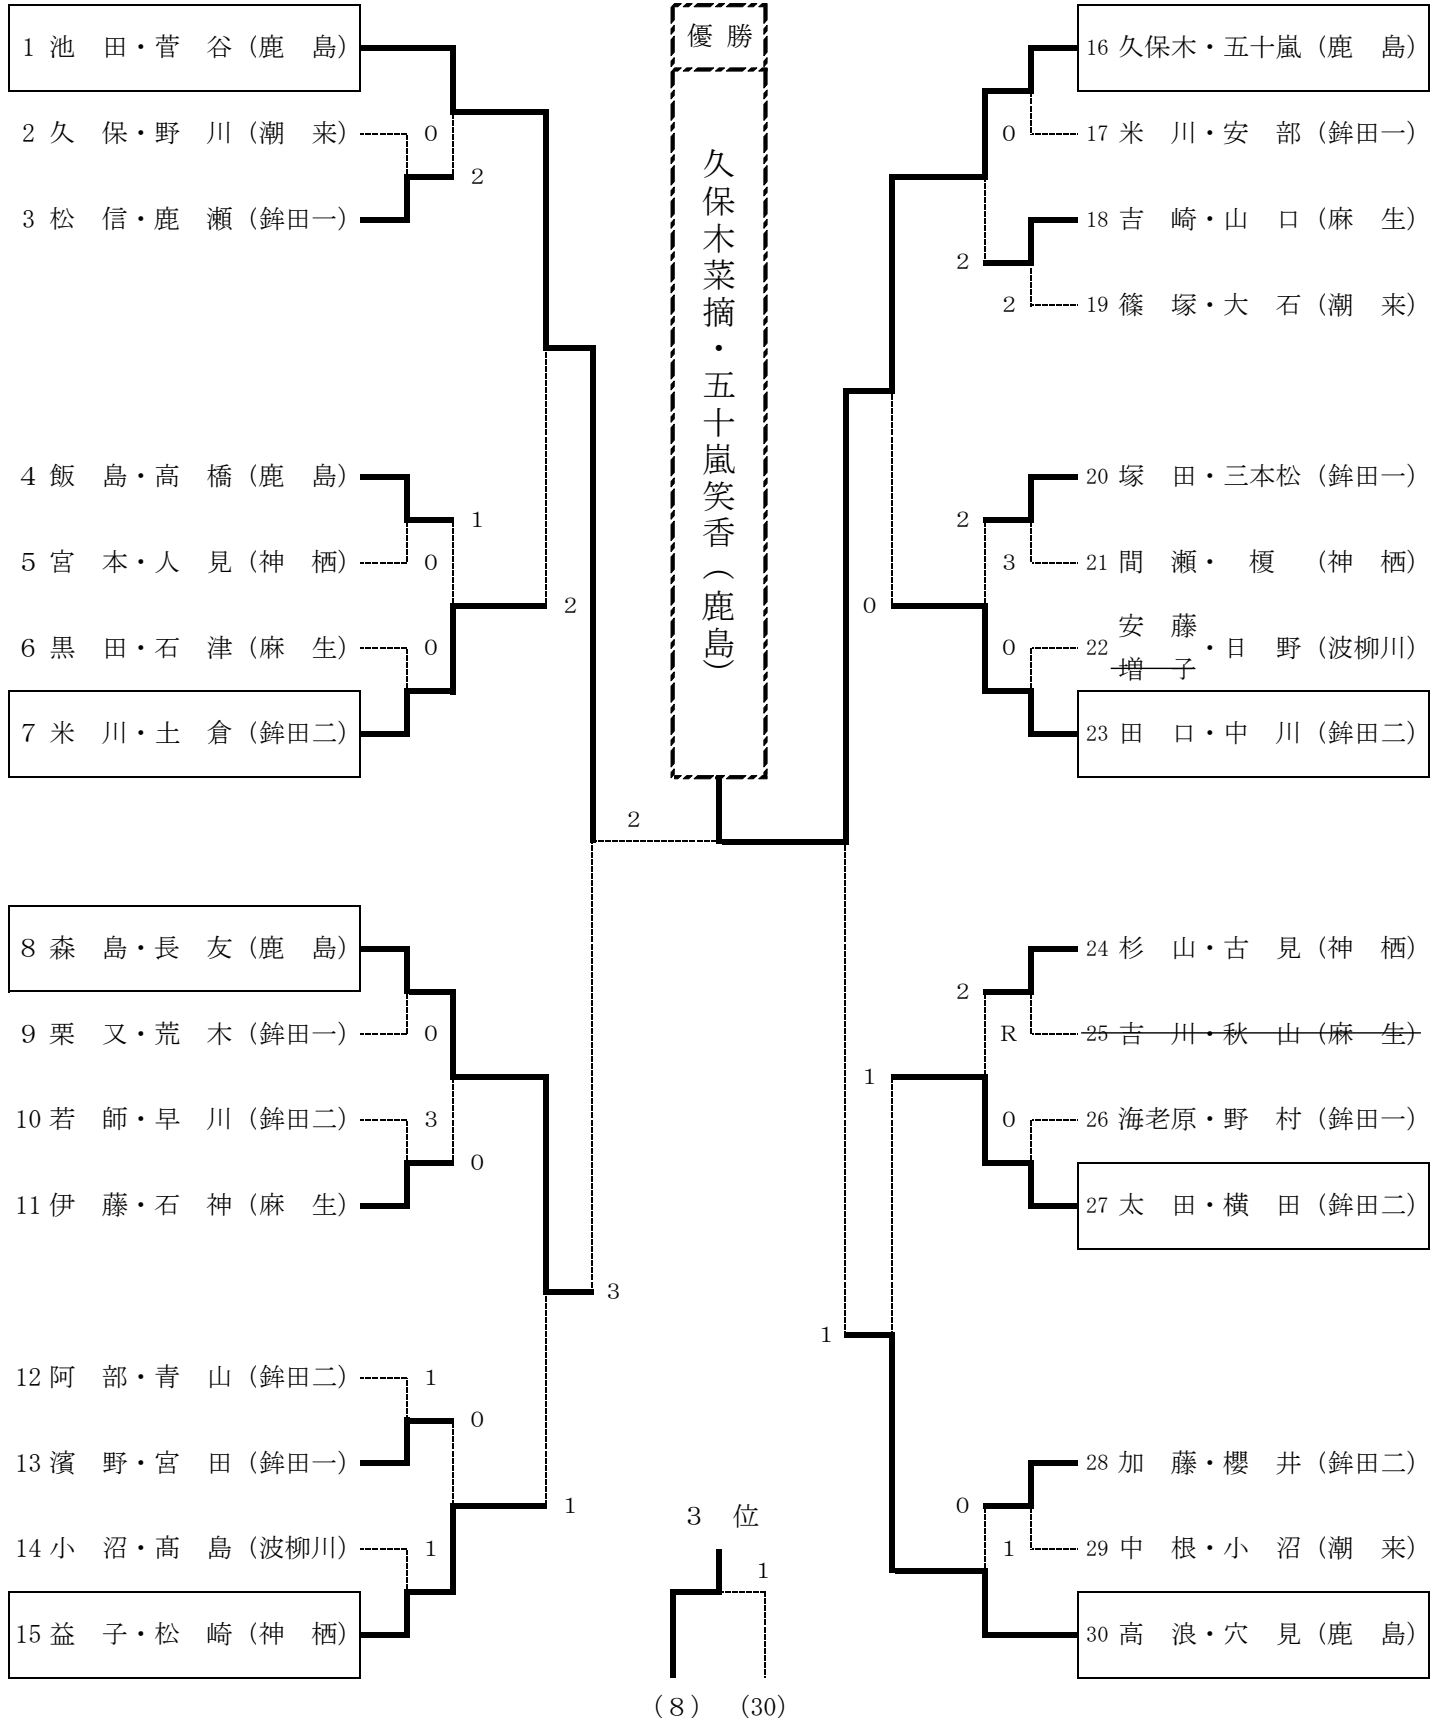 1 池　田・菅　谷（鹿　島）
2 久　保・野　川（潮　来）
0
2
3 松　信・鹿　瀬（鉾田一）
4 飯　島・高　橋（鹿　島）
1
5 宮　本・人　見（神　栖）
0
2
6 黒　田・石　津（麻　生）
0
7 米　川・土　倉（鉾田二）
8 森　島・長　友（鹿　島）
9 栗　又・荒　木（鉾田一）
0
10 若　師・早　川（鉾田二）
3
0
11 伊　藤・石　神（麻　生）
3
12 阿　部・青　山（鉾田二）
1
0
13 濱　野・宮　田（鉾田一）
1
14 小　沼・髙　島（波柳川）
1
15 益　子・松　崎（神　栖）
優 勝
久保木菜摘・五十嵐笑香（鹿島）
2
3 位
1
（8）　（30）
16 久保木・五十嵐（鹿　島）
0
17 米　川・安　部（鉾田一）
18 吉　崎・山　口（麻　生）
2
2
19 篠　塚・大　石（潮　来）
20 塚　田・三本松（鉾田一）
2
3
21 間　瀬・　榎　（神　栖）
0
安　藤
0
22 ・日　野（波柳川）
増　子
23 田　口・中　川（鉾田二）
24 杉　山・古　見（神　栖）
2
R
25 吉　川・秋　山（麻　生）
1
0
26 海老原・野　村（鉾田一）
27 太　田・横　田（鉾田二）
1
28 加　藤・櫻　井（鉾田二）
0
1
29 中　根・小　沼（潮　来）
30 高　浪・穴　見（鹿　島）